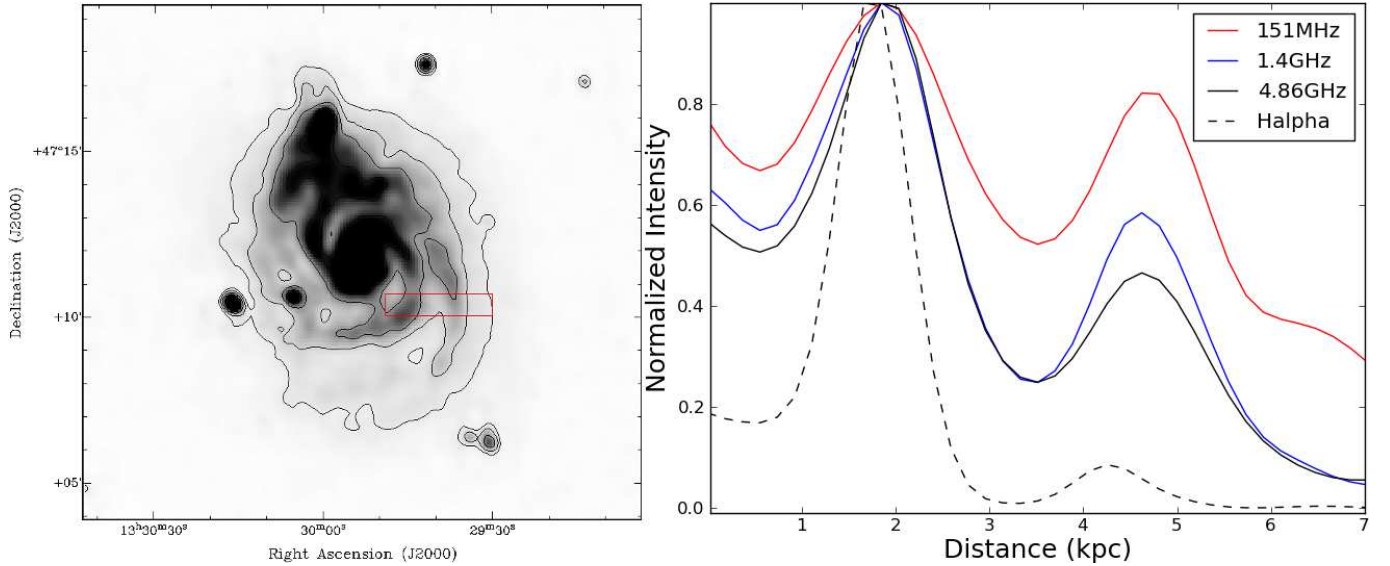 +47°15'
+10'
+05'
13ʰ30ᵐ30ˢ
30ᵐ00ˢ
29ᵐ30ˢ
Declination (J2000)
Right Ascension (J2000)
151MHz
1.4GHz
4.86GHz
Halpha
0.8
0.6
0.4
0.2
0.0
1 2 3 4 5 6 7
Normalized Intensity
Distance (kpc)